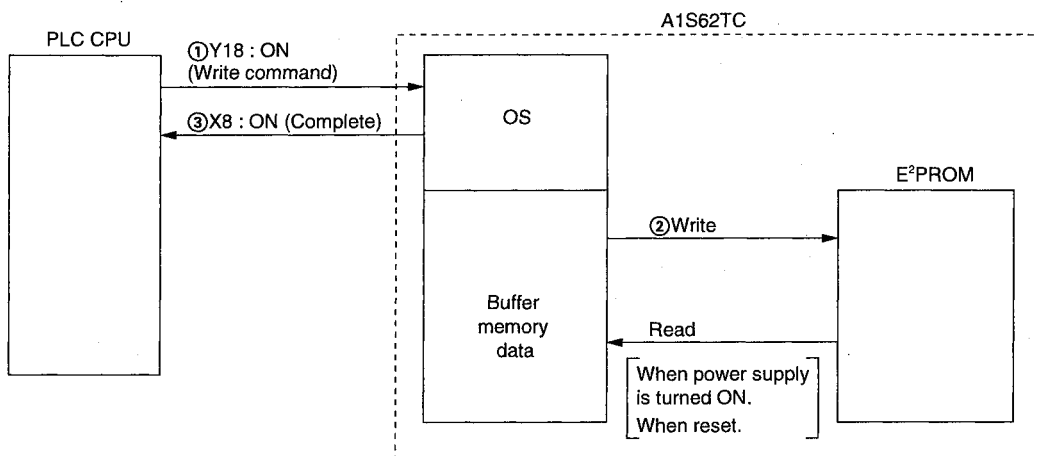 A1S62TC
PLC CPU
①Y18 : ON
(Write command)
③X8 : ON (Complete)
OS
E²PROM
②Write
Buffer
memory
data
Read
When power supply
is turned ON.
When reset.